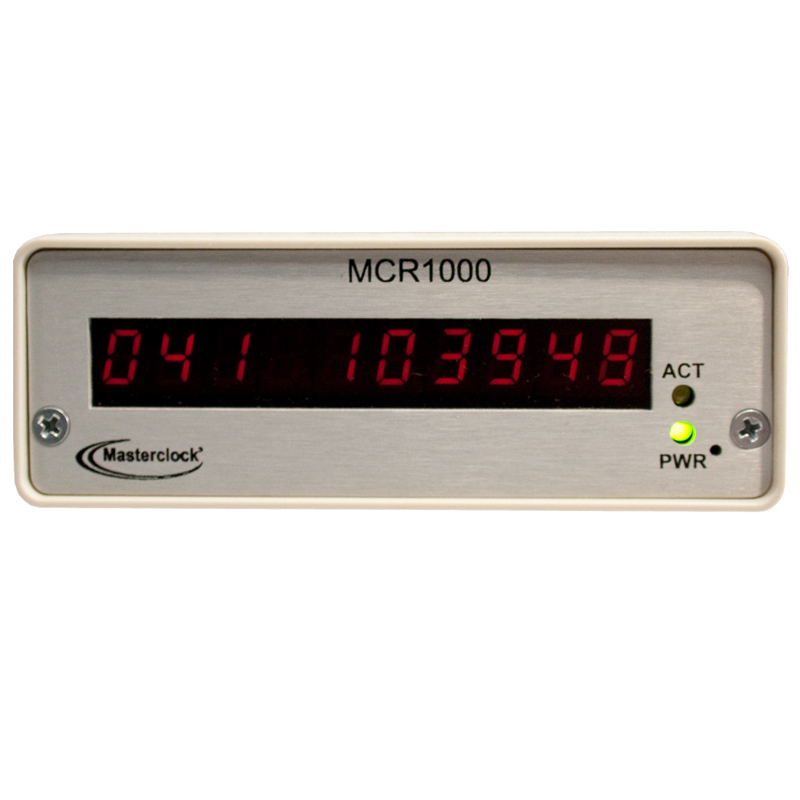 MCR1000
041 103948
ACT
Masterclock
PWR